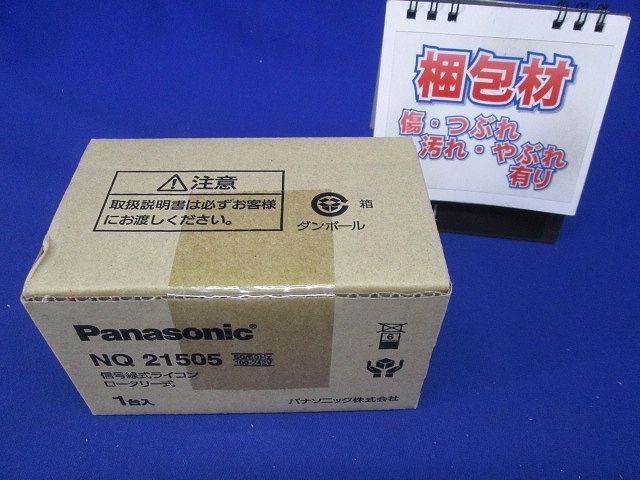 梱包材
傷・つぶれ
汚れ・やぶれ
有り
注意
取扱説明書は必ずお客様
にお渡しください。
箱
ダンボール
Panasonic
NQ 21505
50/60Hz
100-242V
信号線式ライコン
ロータリー式
1台入
6
パナソニック株式会社